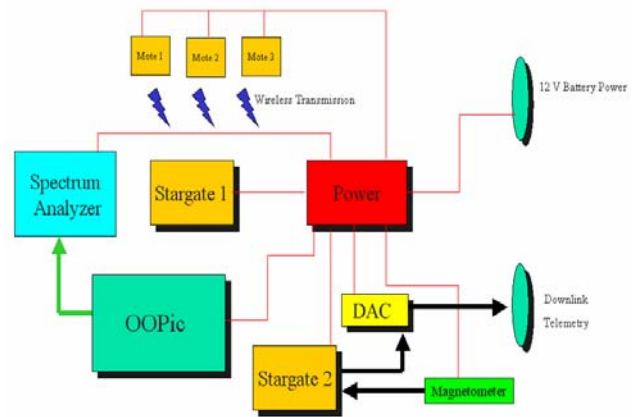 Mote 1
Mote 2
Mote 3
Wireless Transmission
12 V Battery Power
Spectrum
Analyzer
Stargate 1
Power
OOPic
DAC
Downlink
Telemetry
Stargate 2
Magnetometer